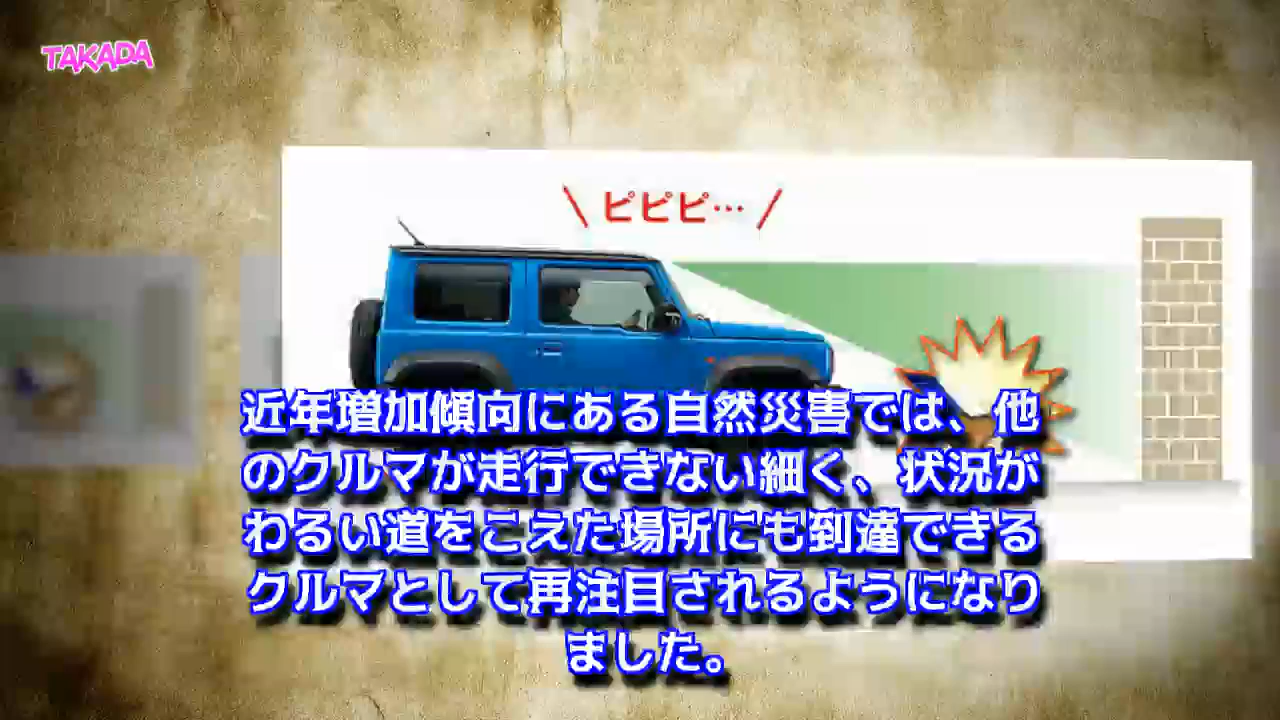 TAKADA
ピピピ…
近年増加傾向にある自然災害では、他
のクルマが走行できない細く、状況が
わるい道をこえた場所にも到達できる
クルマとして再注目されるようになり
ました。